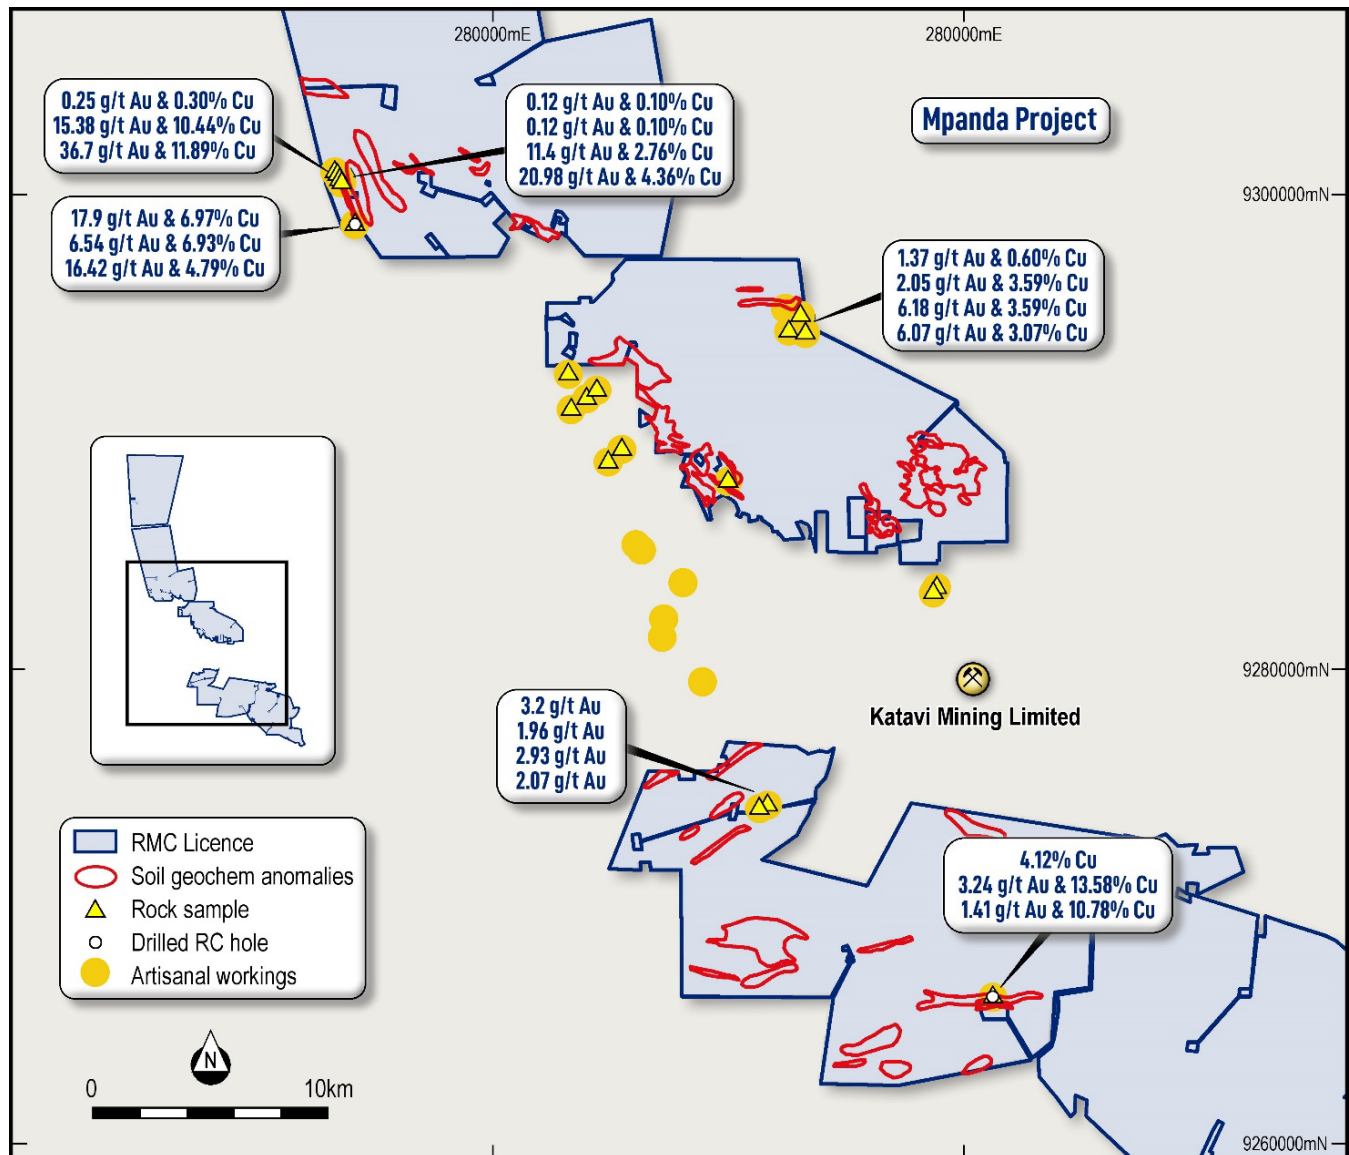 280000mE
280000mE
Mpanda Project
0.25 g/t Au & 0.30% Cu
15.38 g/t Au & 10.44% Cu
36.7 g/t Au & 11.89% Cu
0.12 g/t Au & 0.10% Cu
0.12 g/t Au & 0.10% Cu
11.4 g/t Au & 2.76% Cu
20.98 g/t Au & 4.36% Cu
9300000mN
17.9 g/t Au & 6.97% Cu
6.54 g/t Au & 6.93% Cu
16.42 g/t Au & 4.79% Cu
1.37 g/t Au & 0.60% Cu
2.05 g/t Au & 3.59% Cu
6.18 g/t Au & 3.59% Cu
6.07 g/t Au & 3.07% Cu
9280000mN
Katavi Mining Limited
3.2 g/t Au
1.96 g/t Au
2.93 g/t Au
2.07 g/t Au
4.12% Cu
3.24 g/t Au & 13.58% Cu
1.41 g/t Au & 10.78% Cu
RMC Licence
Soil geochem anomalies
Rock sample
Drilled RC hole
Artisanal workings
N
0 10km
9260000mN